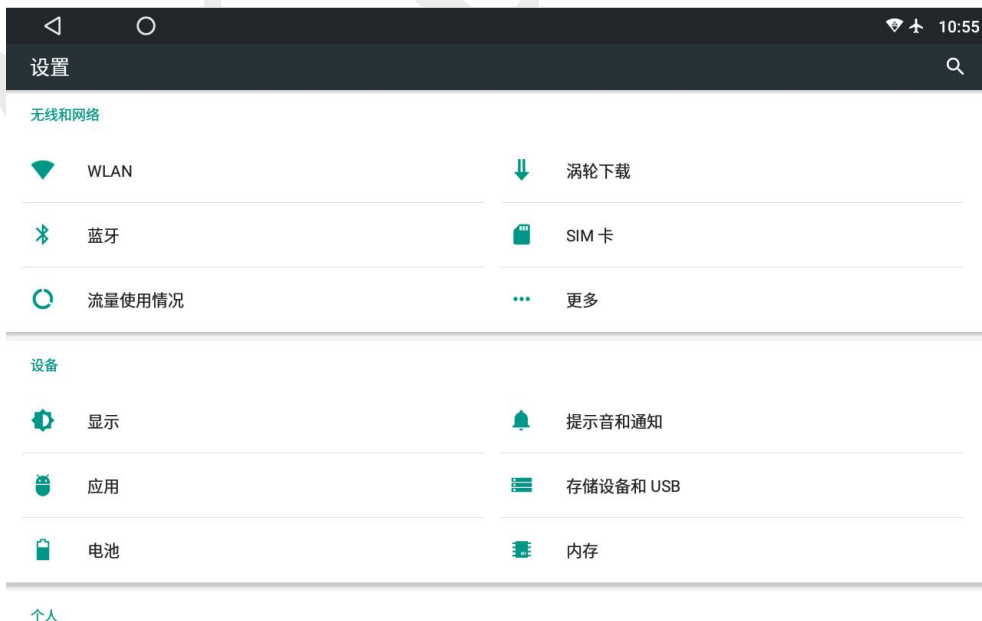 10:55
设置
无线和网络
WLAN
涡轮下载
蓝牙
SIM 卡
流量使用情况
更多
设备
显示
提示音和通知
应用
存储设备和 USB
电池
内存
个人